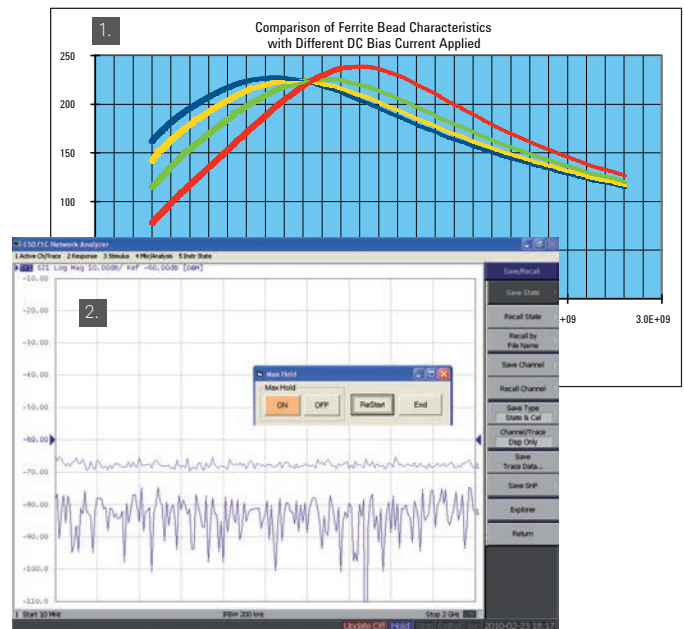 1.
Comparison of Ferrite Bead Characteristics
with Different DC Bias Current Applied
250
200
150
100
+09
3.0E+09
E5071C Network Analyzer
1 Active Ch/Trace 2 Response 3 Stimulus 4 Mkr/Analysis 5 Instr State
S21 Log Mag 10.00dB/ Ref -60.00dB [D&M]
2.
-10.00
-20.00
-30.00
-40.00
-50.00
-60.00
-70.00
-80.00
-90.00
-100.0
-110.0
Max Hold
Max Hold
ON
OFF
ReStart
End
Save/Recall
Save State
Recall State
Recall by
File Name
Save Channel
Recall Channel
Save Type
State & Cal
Channel/Trace
Disp Only
Save
Trace Data...
Save SnP
Explorer
Return
1 Start 10 MHz
IFBW 200 kHz
Stop 2 GHz
Update Off Hold Stop ExtRef Svc 2010-02-23 18:17